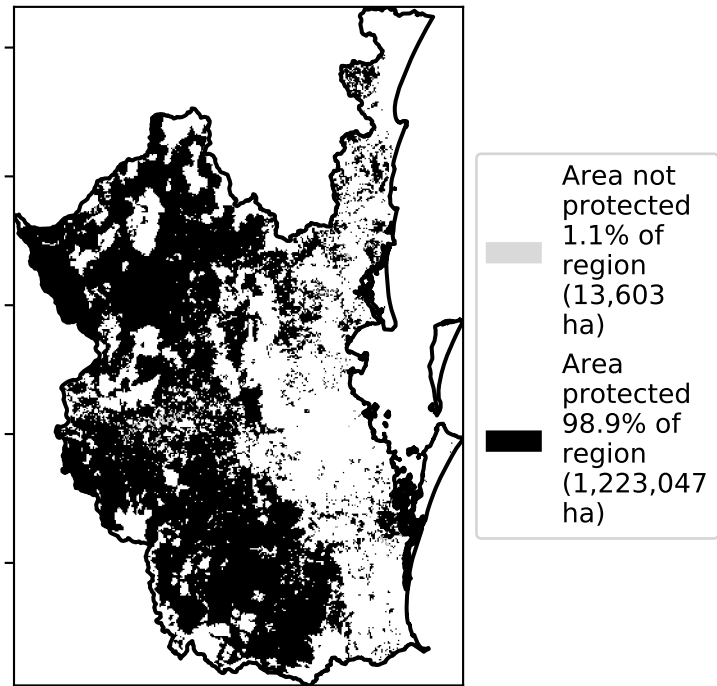 Area not
protected
1.1% of
region
(13,603
ha)
Area
protected
98.9% of
region
(1,223,047
ha)